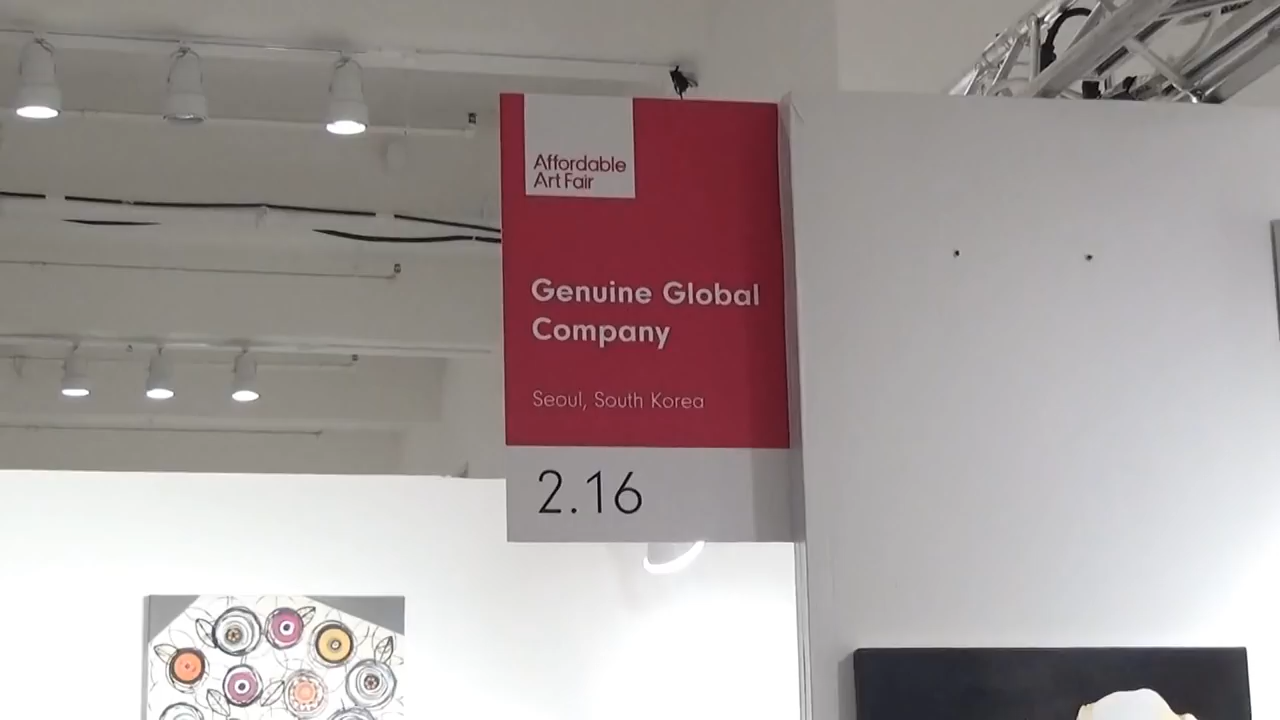 Affordable
Art Fair
Genuine Global
Company
Seoul, South Korea
2.16